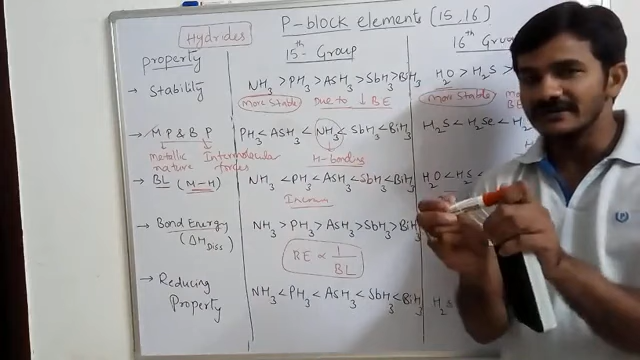 P-block elements (15,16)
Hydrides
property 15th- Group 16th Group
→ Stability NH3 > PH3 > AsH3 > SbH3 > BiH3 H2O > H2S >
More Stable Due to ↓ BE More Stable
→ M P & B P PH3 < AsH3 < NH3 < SbH3 < BiH3 H2S < H2Se < H2
metallic nature Intermolecular forces H-bonding
→ BL (M-H) NH3 < PH3 < AsH3 < SbH3 < BiH3 H2O < H2S <
→ Bond Energy (ΔHDiss) NH3 > PH3 > AsH3 > SbH3 > BiH3
BE ∝ 1/BL
→ Reducing Property NH3 < PH3 < AsH3 < SbH3 < BiH3 H2